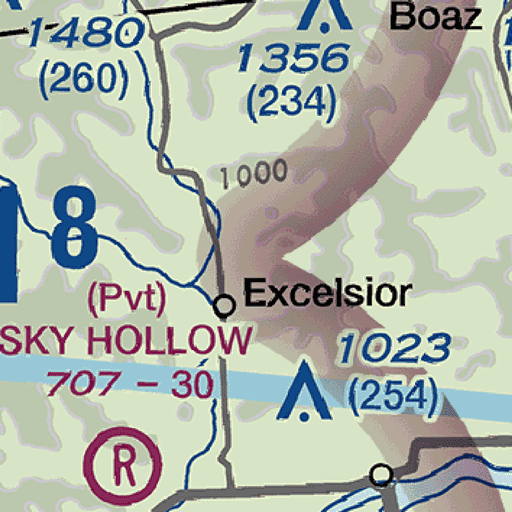 Boaz
1480
(260)
1356
(234)
1000
8
(Pvt)
Excelsior
SKY HOLLOW
707 - 30
1023
(254)
R